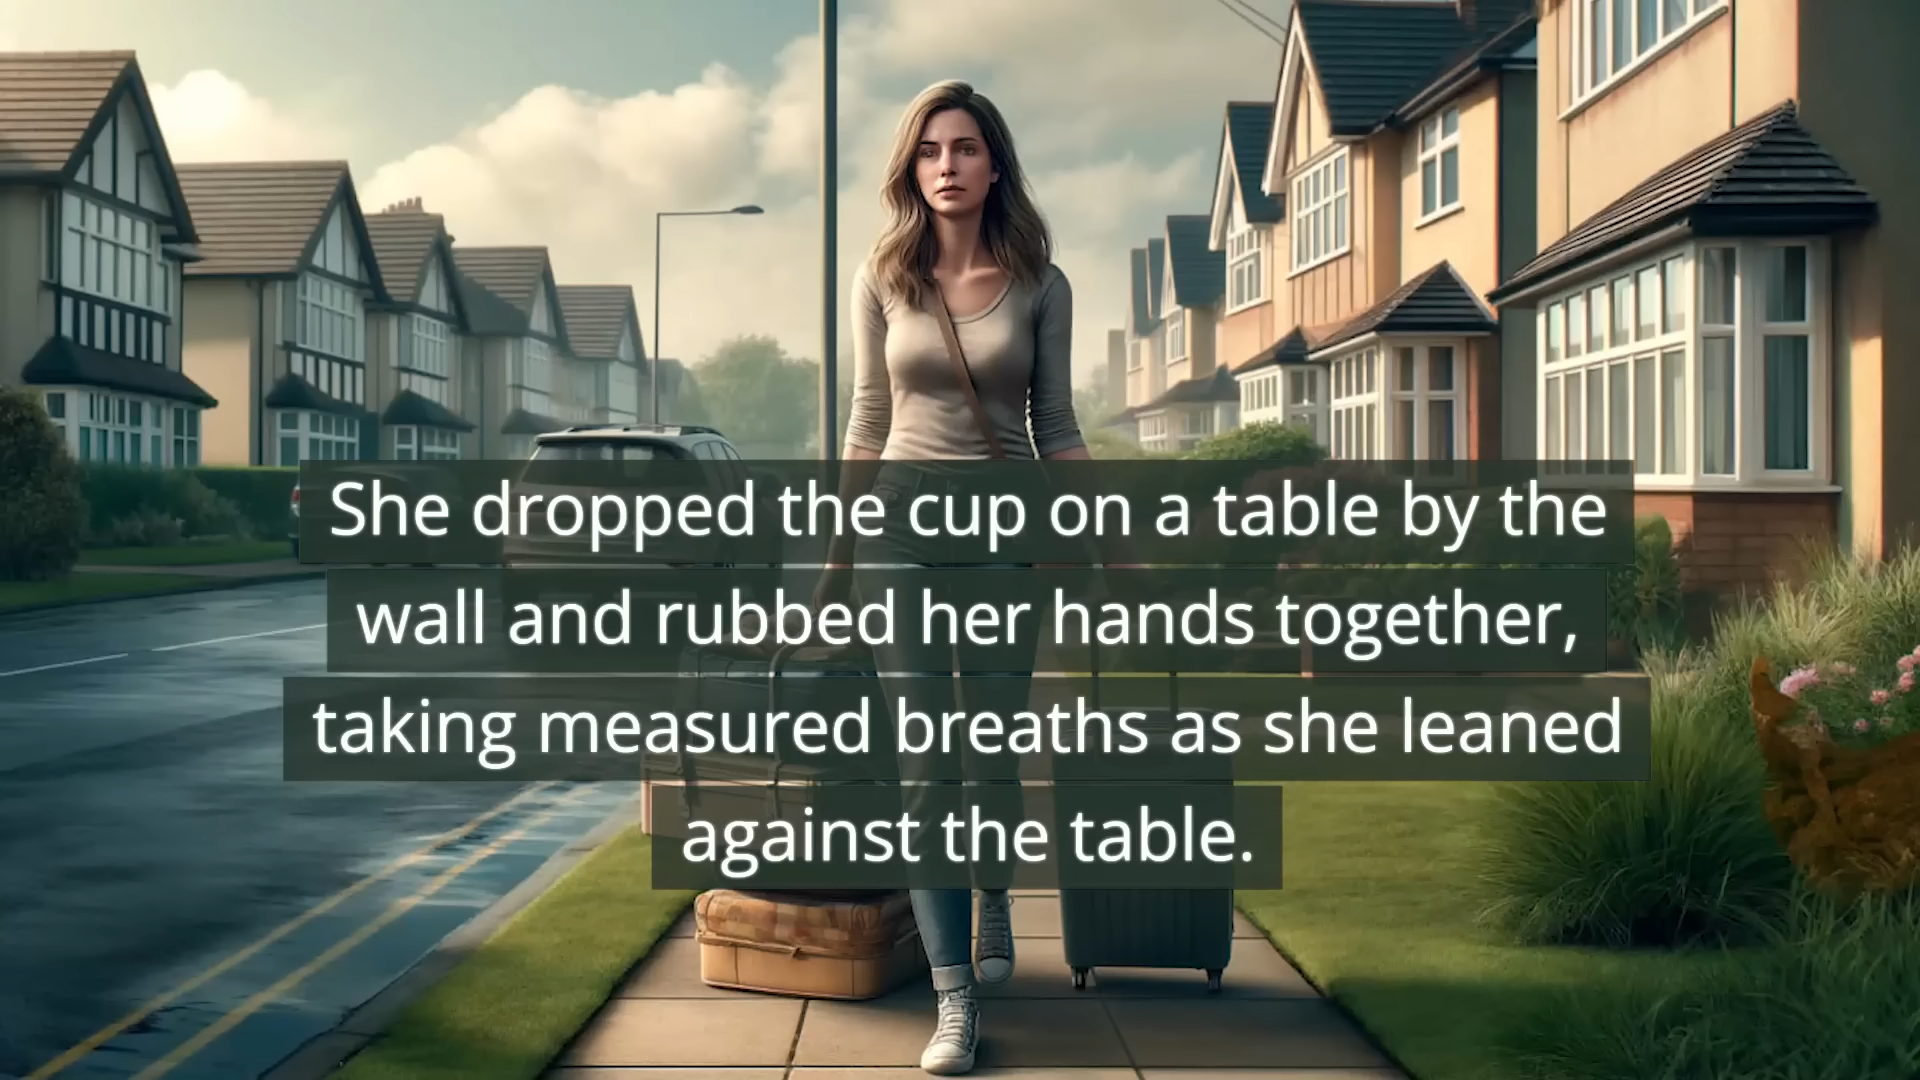 She dropped the cup on a table by the
wall and rubbed her hands together,
taking measured breaths as she leaned
against the table.